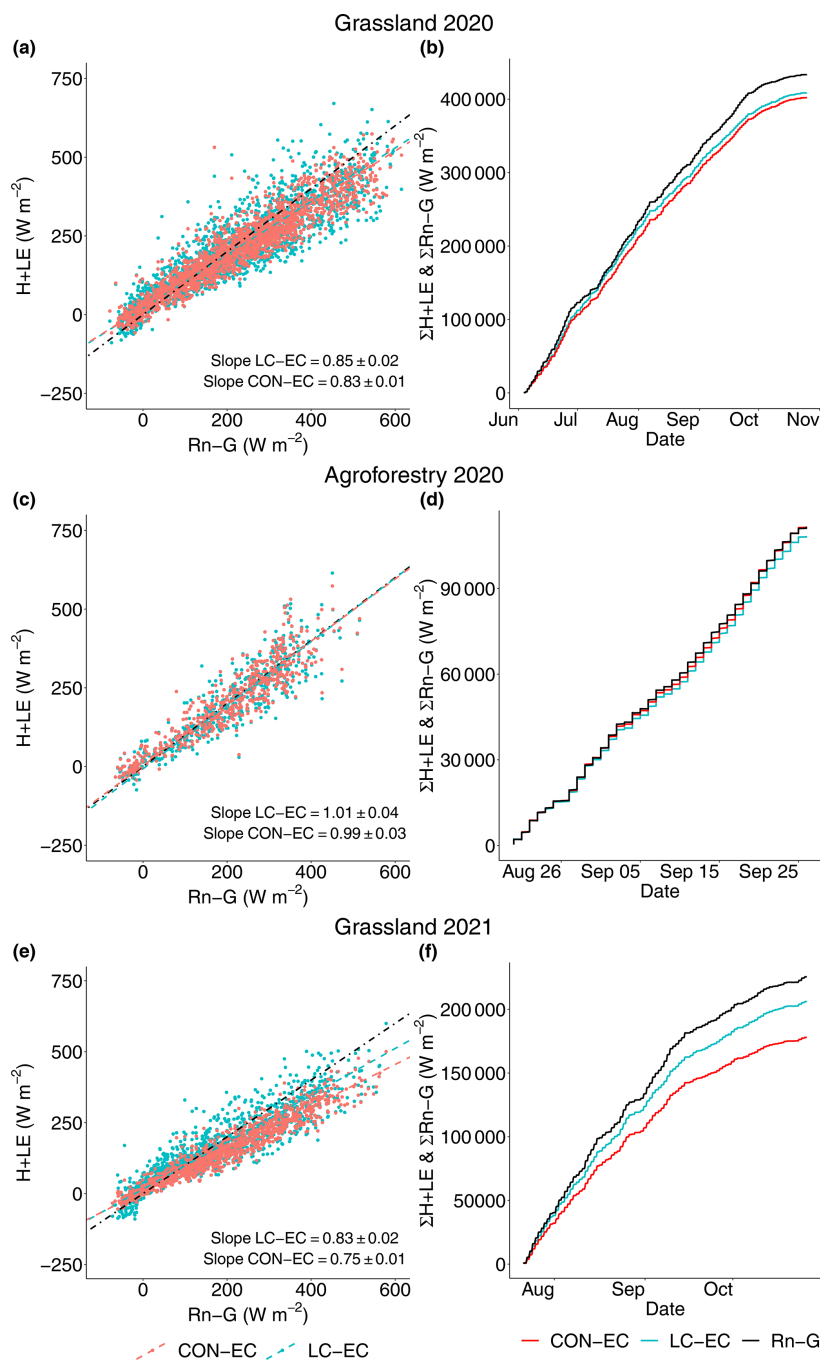 Grassland 2020
(a)
(b)
H+LE (W m⁻²)
750
500
250
0
−250
Slope LC−EC = 0.85 ± 0.02
Slope CON−EC = 0.83 ± 0.01
0 200 400 600
Rn−G (W m⁻²)
ΣH+LE & ΣRn−G (W m⁻²)
400 000
300 000
200 000
100 000
0
Jun Jul Aug Sep Oct Nov
Date
Agroforestry 2020
(c)
(d)
H+LE (W m⁻²)
750
500
250
0
−250
Slope LC−EC = 1.01 ± 0.04
Slope CON−EC = 0.99 ± 0.03
0 200 400 600
Rn−G (W m⁻²)
ΣH+LE & ΣRn−G (W m⁻²)
90 000
60 000
30 000
0
Aug 26 Sep 05 Sep 15 Sep 25
Date
Grassland 2021
(e)
(f)
H+LE (W m⁻²)
750
500
250
0
−250
Slope LC−EC = 0.83 ± 0.02
Slope CON−EC = 0.75 ± 0.01
0 200 400 600
Rn−G (W m⁻²)
ΣH+LE & ΣRn−G (W m⁻²)
200 000
150 000
100 000
50000
0
Aug Sep Oct
Date
CON−EC LC−EC
CON−EC LC−EC Rn−G